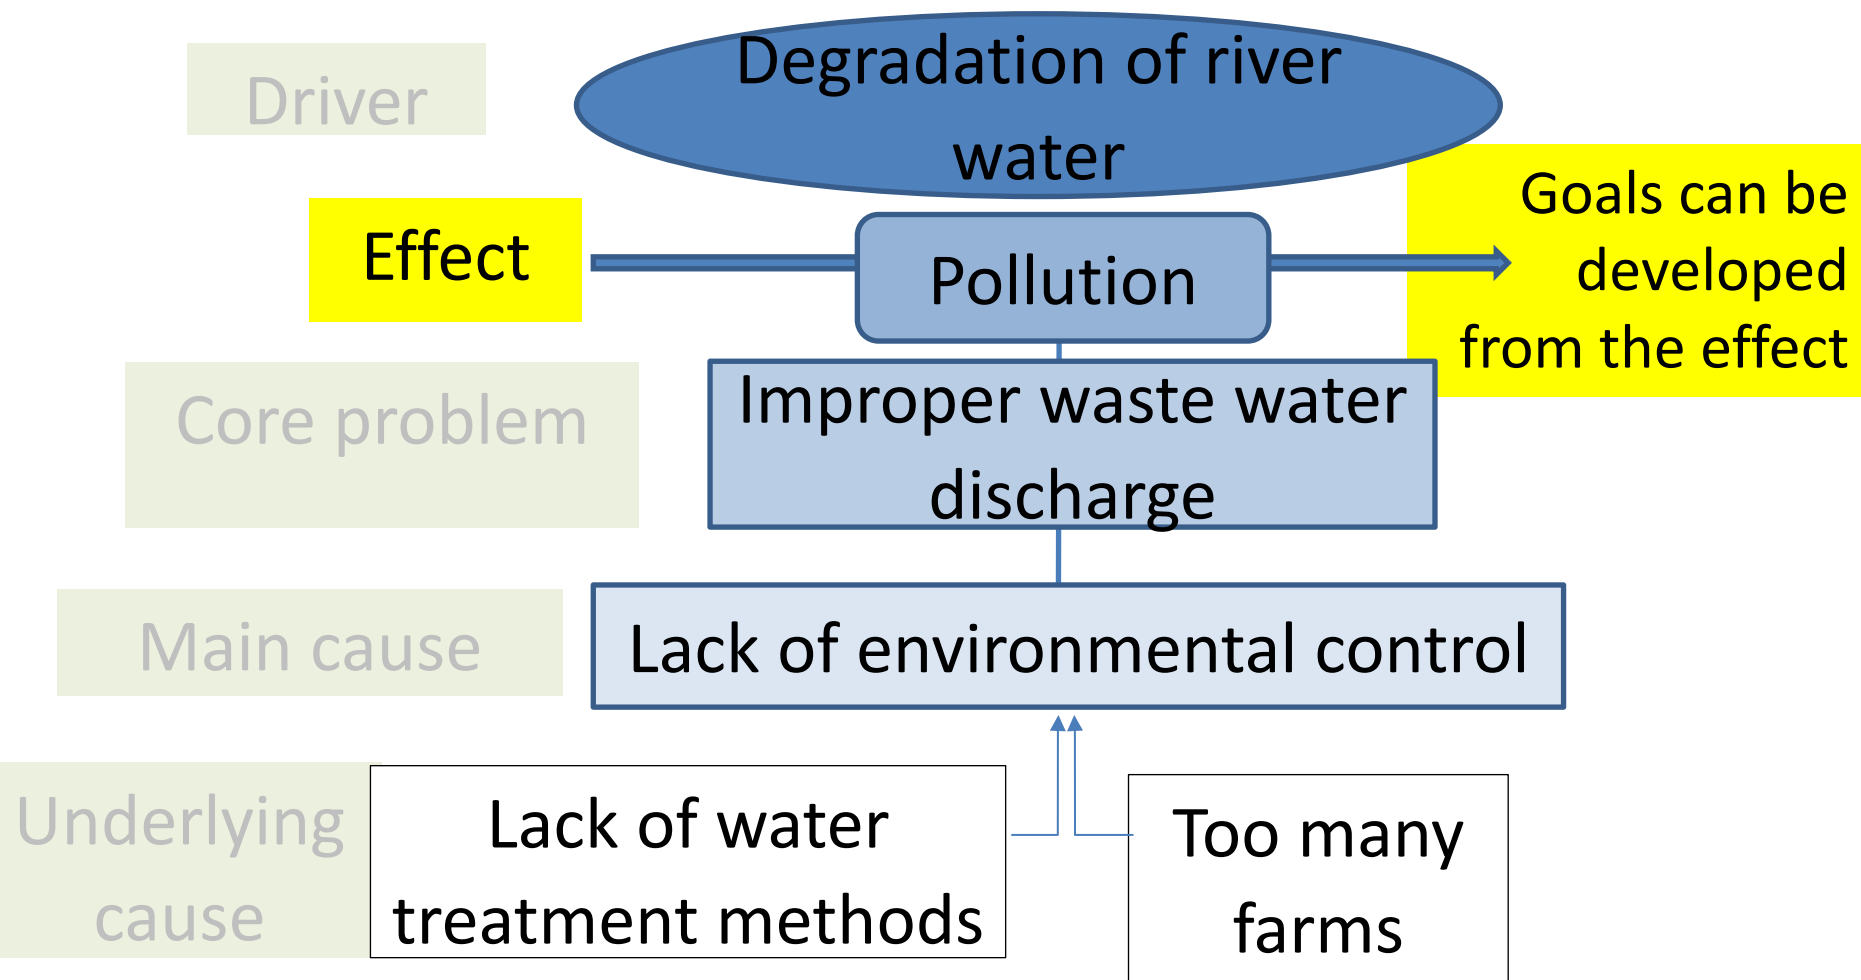 Driver
Degradation of river
water
Effect
Pollution
Goals can be
developed
from the effect
Core problem
Improper waste water
discharge
Main cause
Lack of environmental control
Underlying
cause
Lack of water
treatment methods
Too many
farms